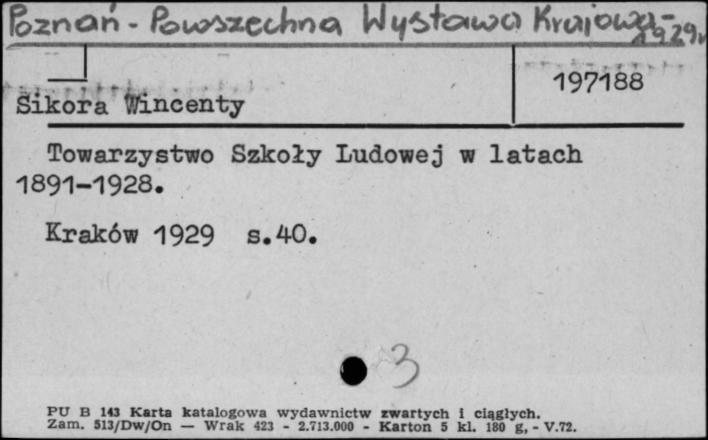 Poznań - Powszechna Wystawa Krajowa - 1929r
197188
Sikora Wincenty
Towarzystwo Szkoły Ludowej w latach
1891-1928.
Kraków 1929 s.40.
3
PU B 143 Karta katalogowa wydawnictw zwartych i ciągłych.
Zam. 513/Dw/On — Wrak 423 - 2.713.000 - Karton 5 kl. 180 g, - V.72.